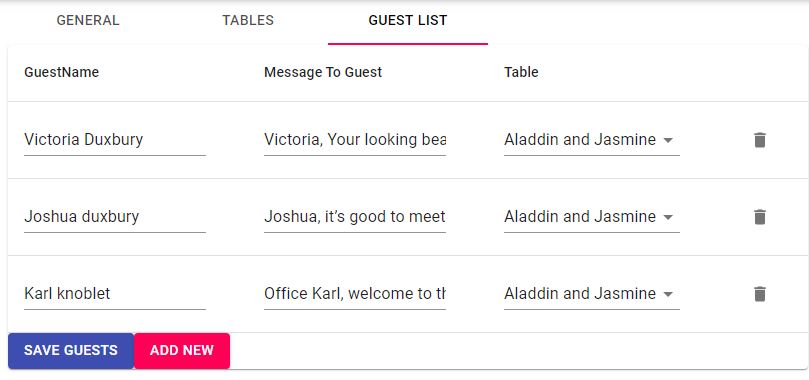 GENERAL TABLES GUEST LIST
GuestName Message To Guest Table
Victoria Duxbury Victoria, Your looking bea Aladdin and Jasmine
Joshua duxbury Joshua, it's good to meet Aladdin and Jasmine
Karl knoblet Office Karl, welcome to th Aladdin and Jasmine
SAVE GUESTS ADD NEW